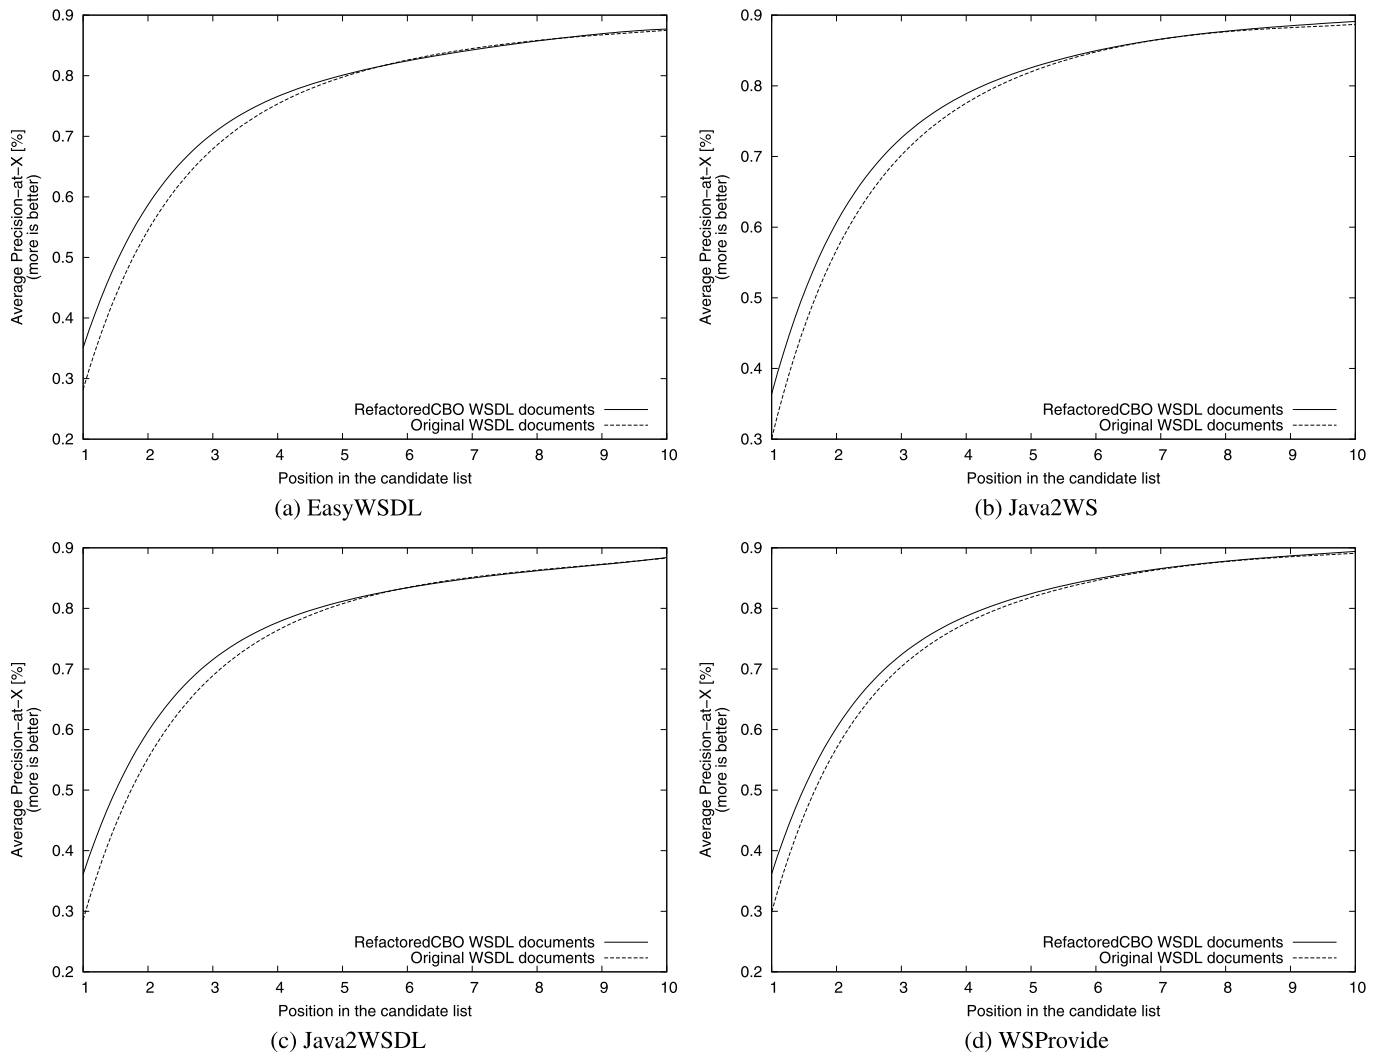 0.9
0.8
0.7
0.6
0.5
0.4
0.3
0.2
Average Precision-at-X [%]
(more is better)
RefactoredCBO WSDL documents
Original WSDL documents
1 2 3 4 5 6 7 8 9 10
Position in the candidate list
(a) EasyWSDL
0.9
0.8
0.7
0.6
0.5
0.4
0.3
Average Precision-at-X [%]
(more is better)
RefactoredCBO WSDL documents
Original WSDL documents
1 2 3 4 5 6 7 8 9 10
Position in the candidate list
(b) Java2WS
0.9
0.8
0.7
0.6
0.5
0.4
0.3
0.2
Average Precision-at-X [%]
(more is better)
RefactoredCBO WSDL documents
Original WSDL documents
1 2 3 4 5 6 7 8 9 10
Position in the candidate list
(c) Java2WSDL
0.9
0.8
0.7
0.6
0.5
0.4
0.3
0.2
Average Precision-at-X [%]
(more is better)
RefactoredCBO WSDL documents
Original WSDL documents
1 2 3 4 5 6 7 8 9 10
Position in the candidate list
(d) WSProvide